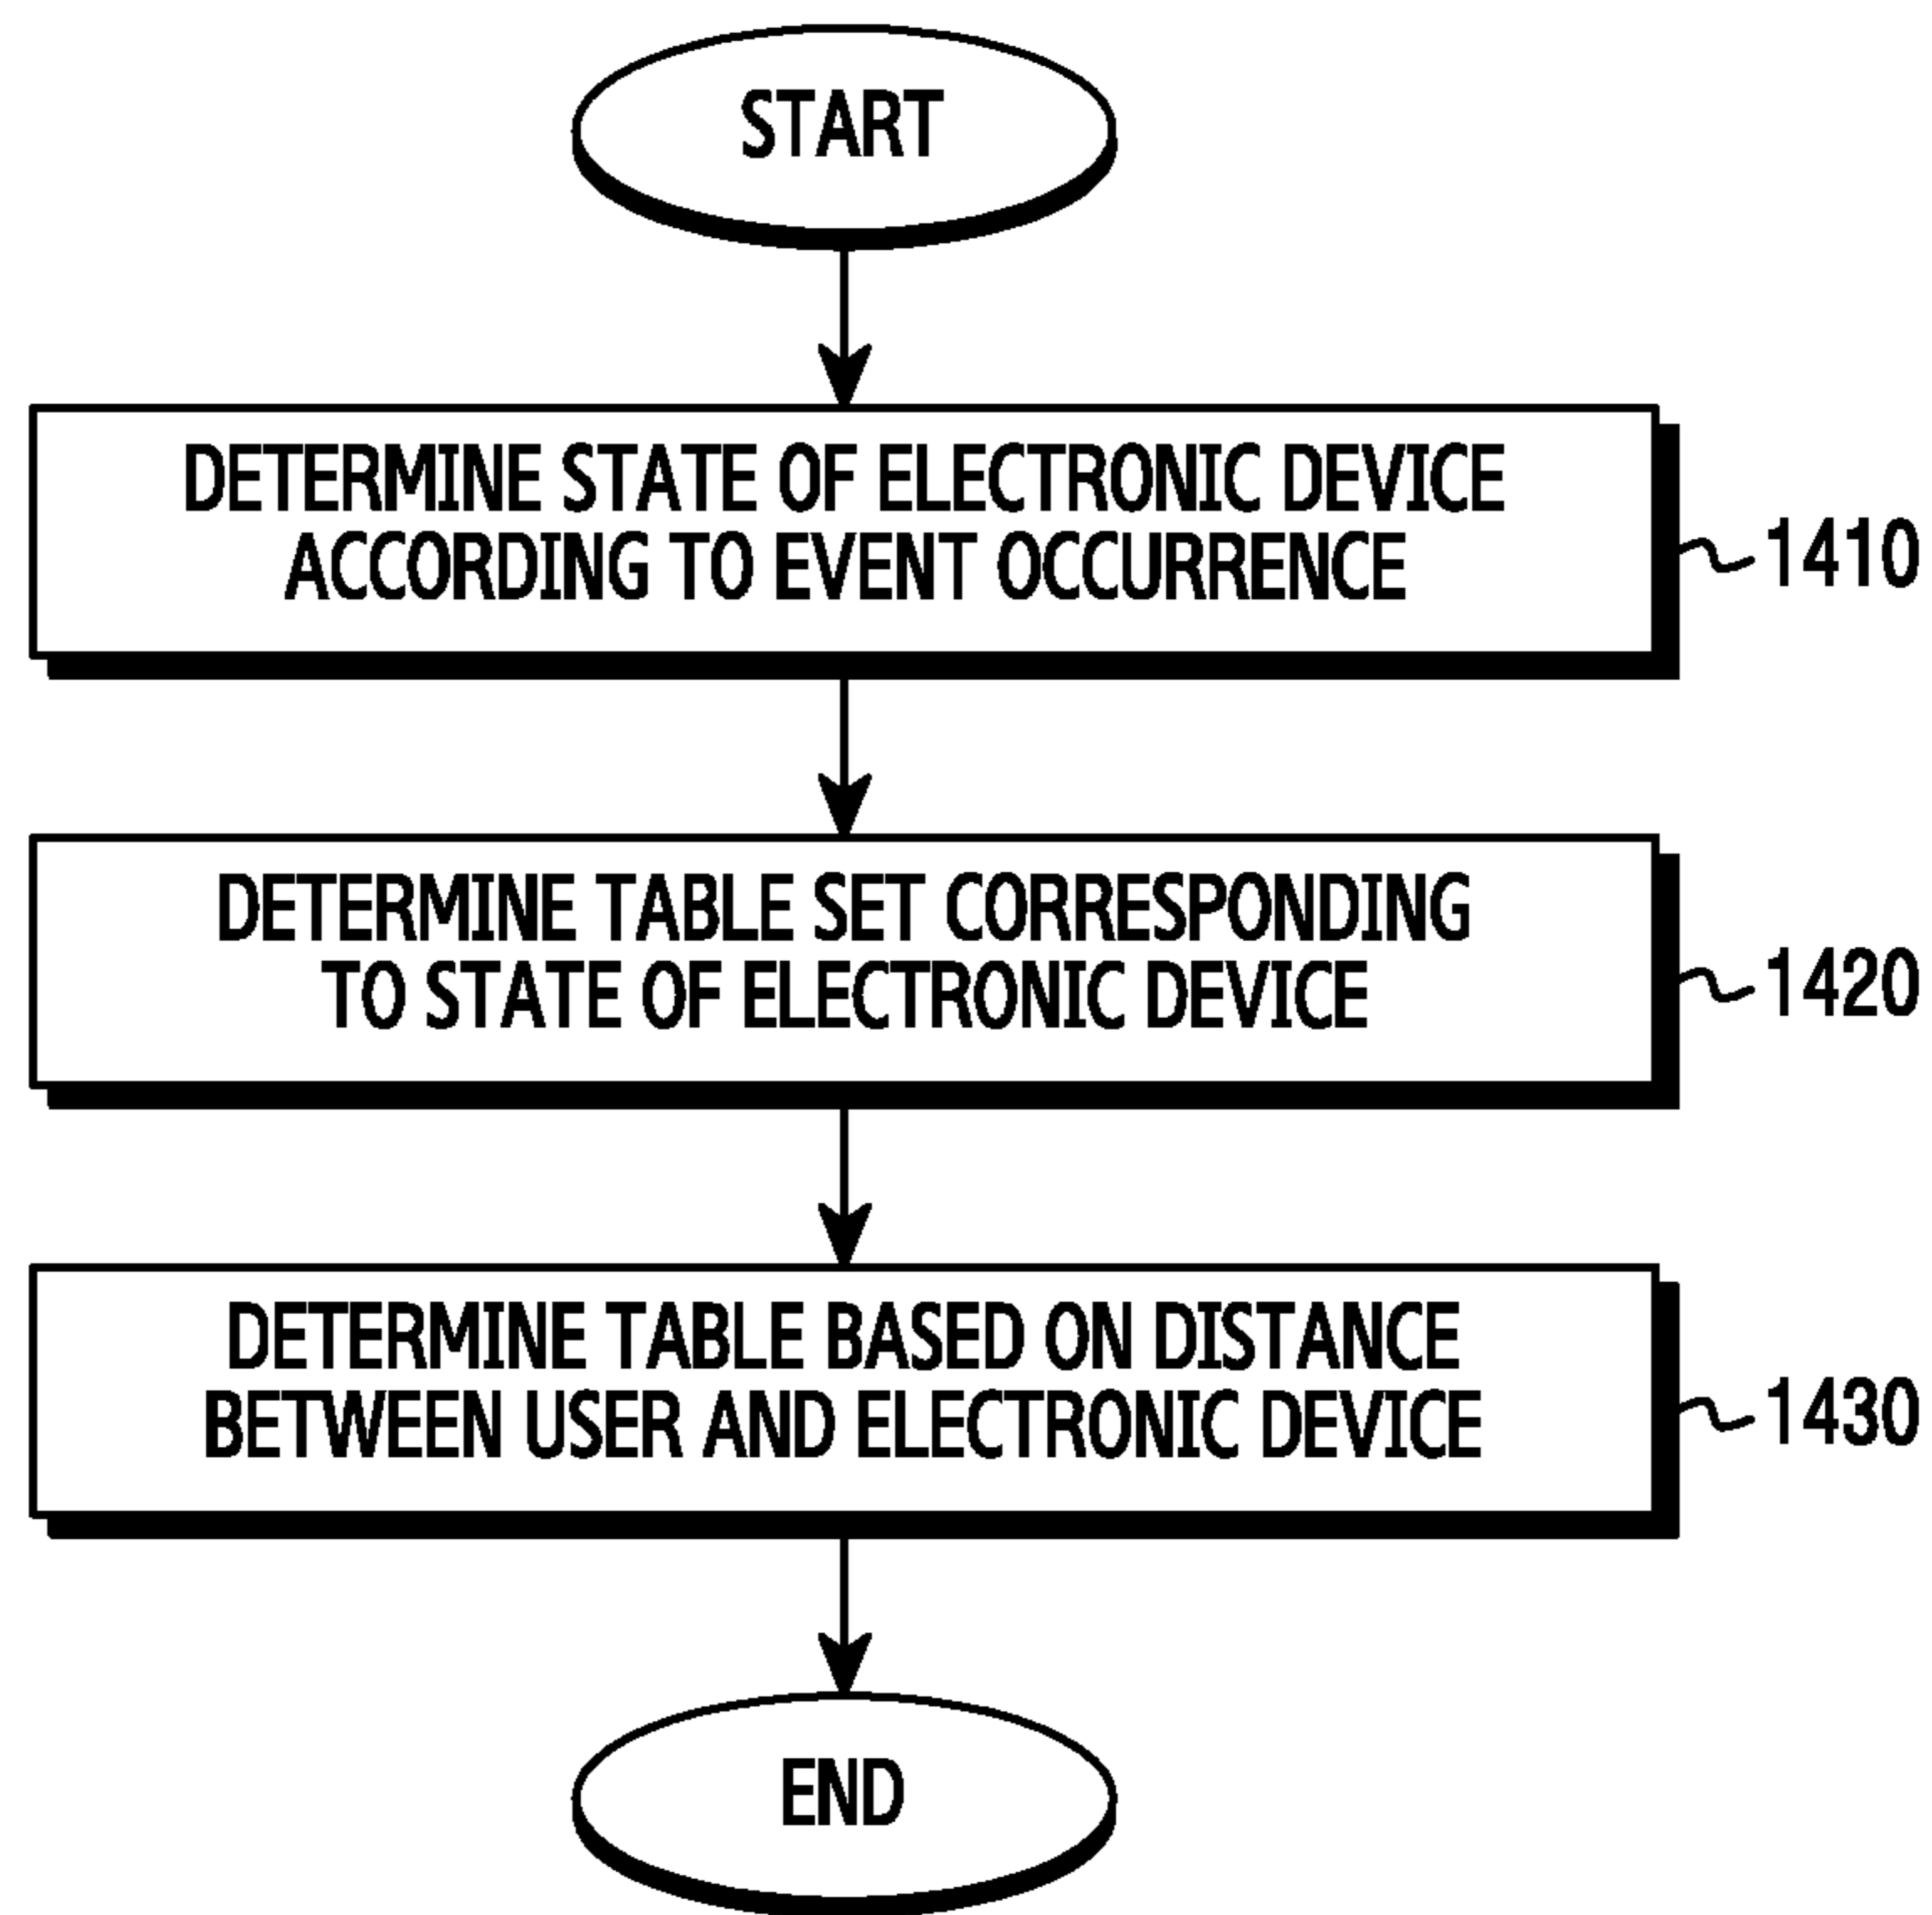 START
DETERMINE STATE OF ELECTRONIC DEVICE
ACCORDING TO EVENT OCCURRENCE
1410
DETERMINE TABLE SET CORRESPONDING
TO STATE OF ELECTRONIC DEVICE
1420
DETERMINE TABLE BASED ON DISTANCE
BETWEEN USER AND ELECTRONIC DEVICE
1430
END